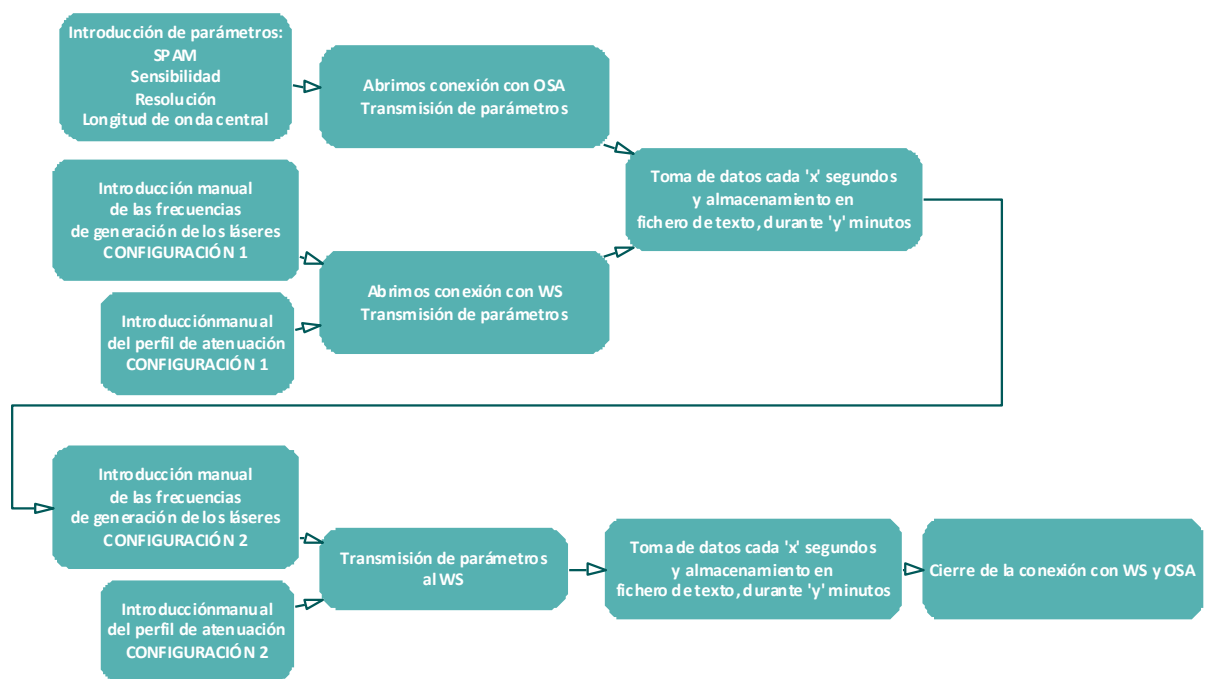 Introducción de parámetros:
SPAM
Sensibilidad
Resolución
Longitud de onda central
Abrimos conexión con OSA
Transmisión de parámetros
Introducción manual
de las frecuencias
de generación de los láseres
CONFIGURACIÓN 1
Introducciónmanual
del perfil de atenuación
CONFIGURACIÓN 1
Abrimos conexión con WS
Transmisión de parámetros
Toma de datos cada 'x' segundos
y almacenamiento en
fichero de texto, durante 'y' minutos
Introducción manual
de las frecuencias
de generación de los láseres
CONFIGURACIÓN 2
Introducciónmanual
del perfil de atenuación
CONFIGURACIÓN 2
Transmisión de parámetros
al WS
Toma de datos cada 'x' segundos
y almacenamiento en
fichero de texto, durante 'y' minutos
Cierre de la conexión con WS y OSA